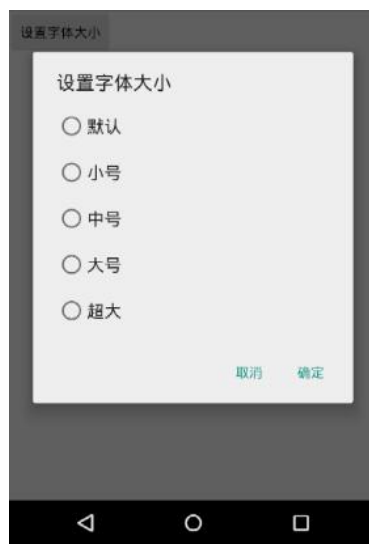 设置字体大小
设置字体大小
默认
小号
中号
大号
超大
取消 确定